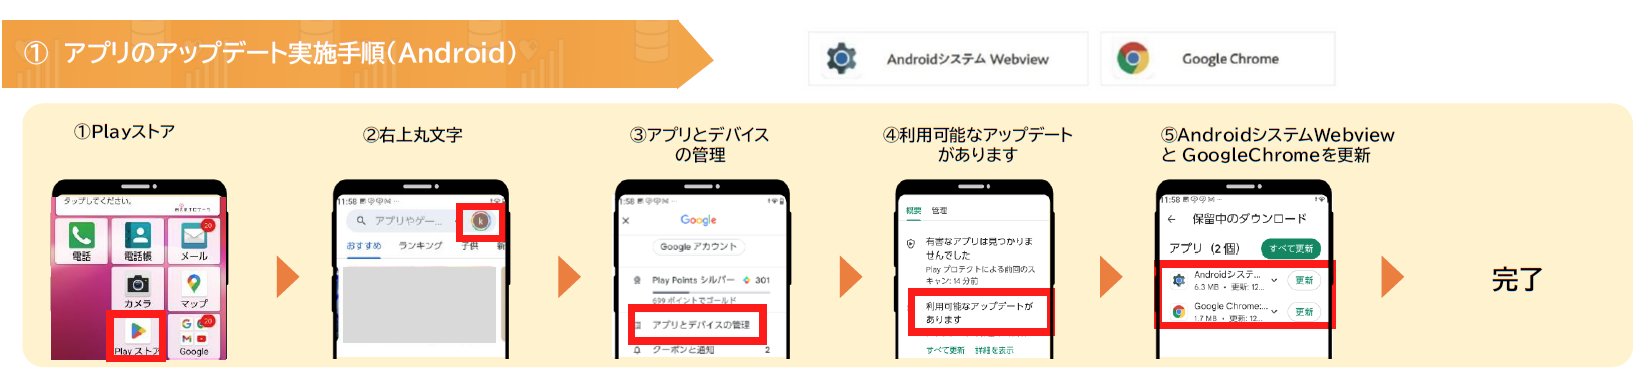 ① アプリのアップデート実施手順(Android)
Androidシステム Webview
Google Chrome
①Playストア
タップしてください。
20
電話
電話帳
メール
カメラ
マップ
20
Play ストア
Google
②右上丸文字
11:58
アプリやゲー...
k
おすすめ
ランキング
子供
新
③アプリとデバイス
の管理
11:58
Google
Google アカウント
Play Points シルバー
301
699 ポイントでゴールド
アプリとデバイスの管理
クーポンと通知
2
④利用可能なアップデート
があります
11:58
概要
管理
有害なアプリは見つかりま
せんでした
Play プロテクトによる前回のス
キャン: 14 分前
利用可能なアップデートが
あります
すべて更新
詳細を表示
⑤AndroidシステムWebview
と GoogleChromeを更新
11:58
保留中のダウンロード
アプリ(2 個)
すべて更新
Androidシステ...
6.3 MB ・ 更新: 12...
更新
Google Chrome:...
1.7 MB ・ 更新: 12...
更新
完了